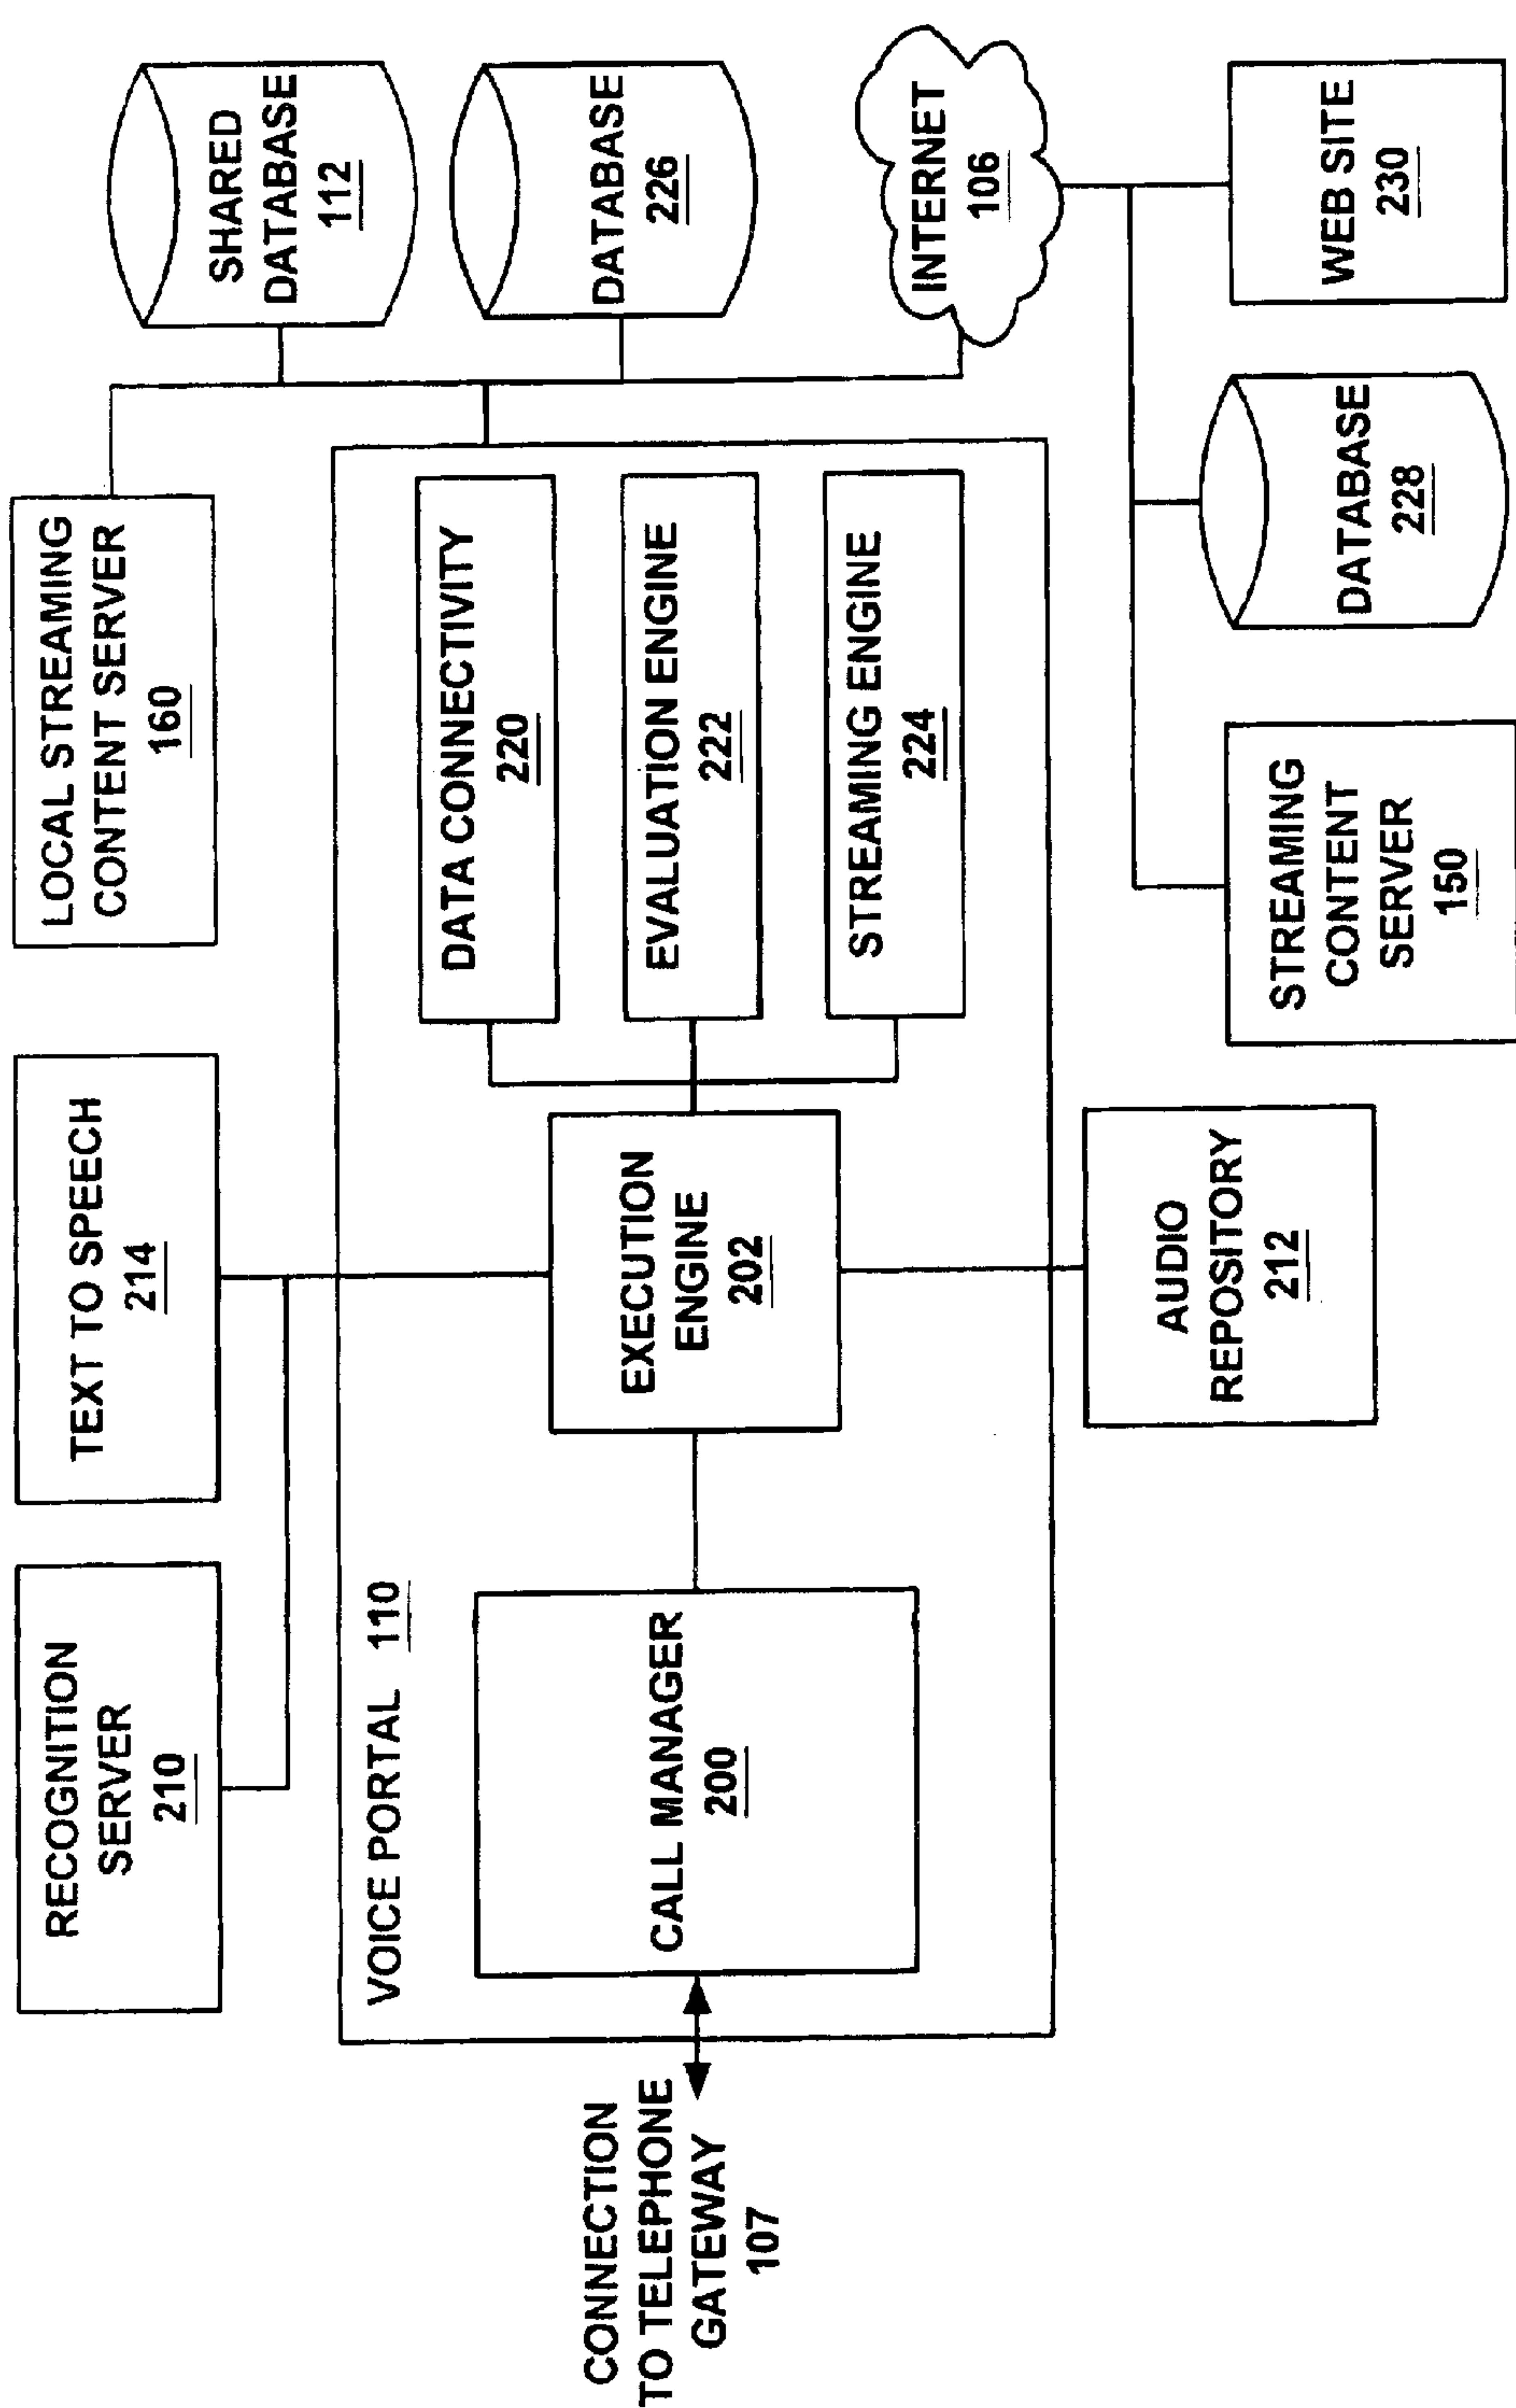 RECOGNITION
SERVER
210
TEXT TO SPEECH
214
LOCAL STREAMING
CONTENT SERVER
160
SHARED
DATABASE
112
VOICE PORTAL 110
CONNECTION
TO TELEPHONE
GATEWAY
107
CALL MANAGER
200
EXECUTION
ENGINE
202
DATA CONNECTIVITY
220
EVALUATION ENGINE
222
STREAMING ENGINE
224
DATABASE
226
INTERNET
106
AUDIO
REPOSITORY
212
STREAMING
CONTENT
SERVER
150
DATABASE
228
WEB SITE
230